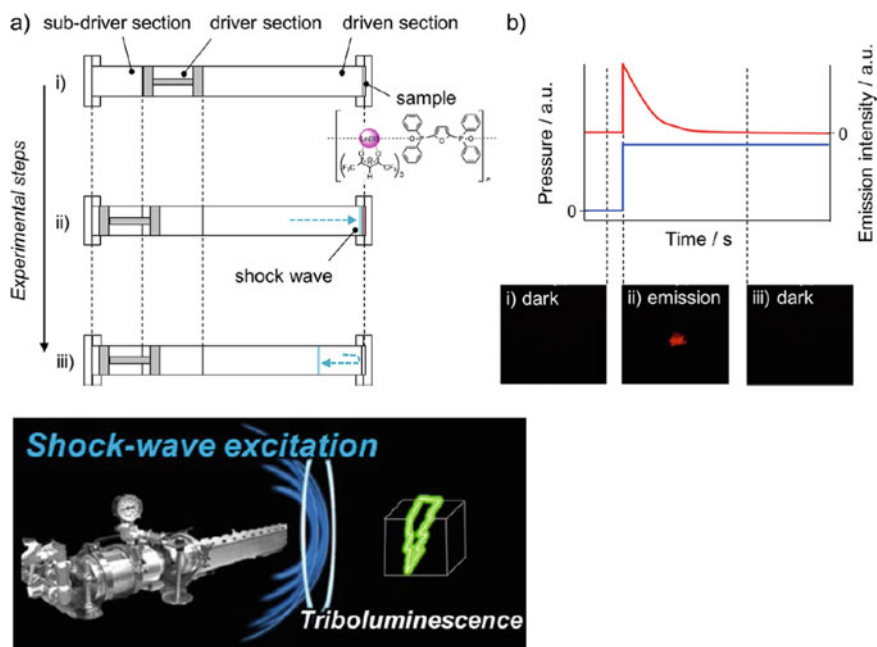 a)
sub-driver section
driver section
driven section
i)
sample
Experimental steps
ii)
shock wave
iii)
b)
Pressure / a.u.
Emission intensity / a.u.
0
0
Time / s
i) dark
ii) emission
iii) dark
Shock-wave excitation
Triboluminescence